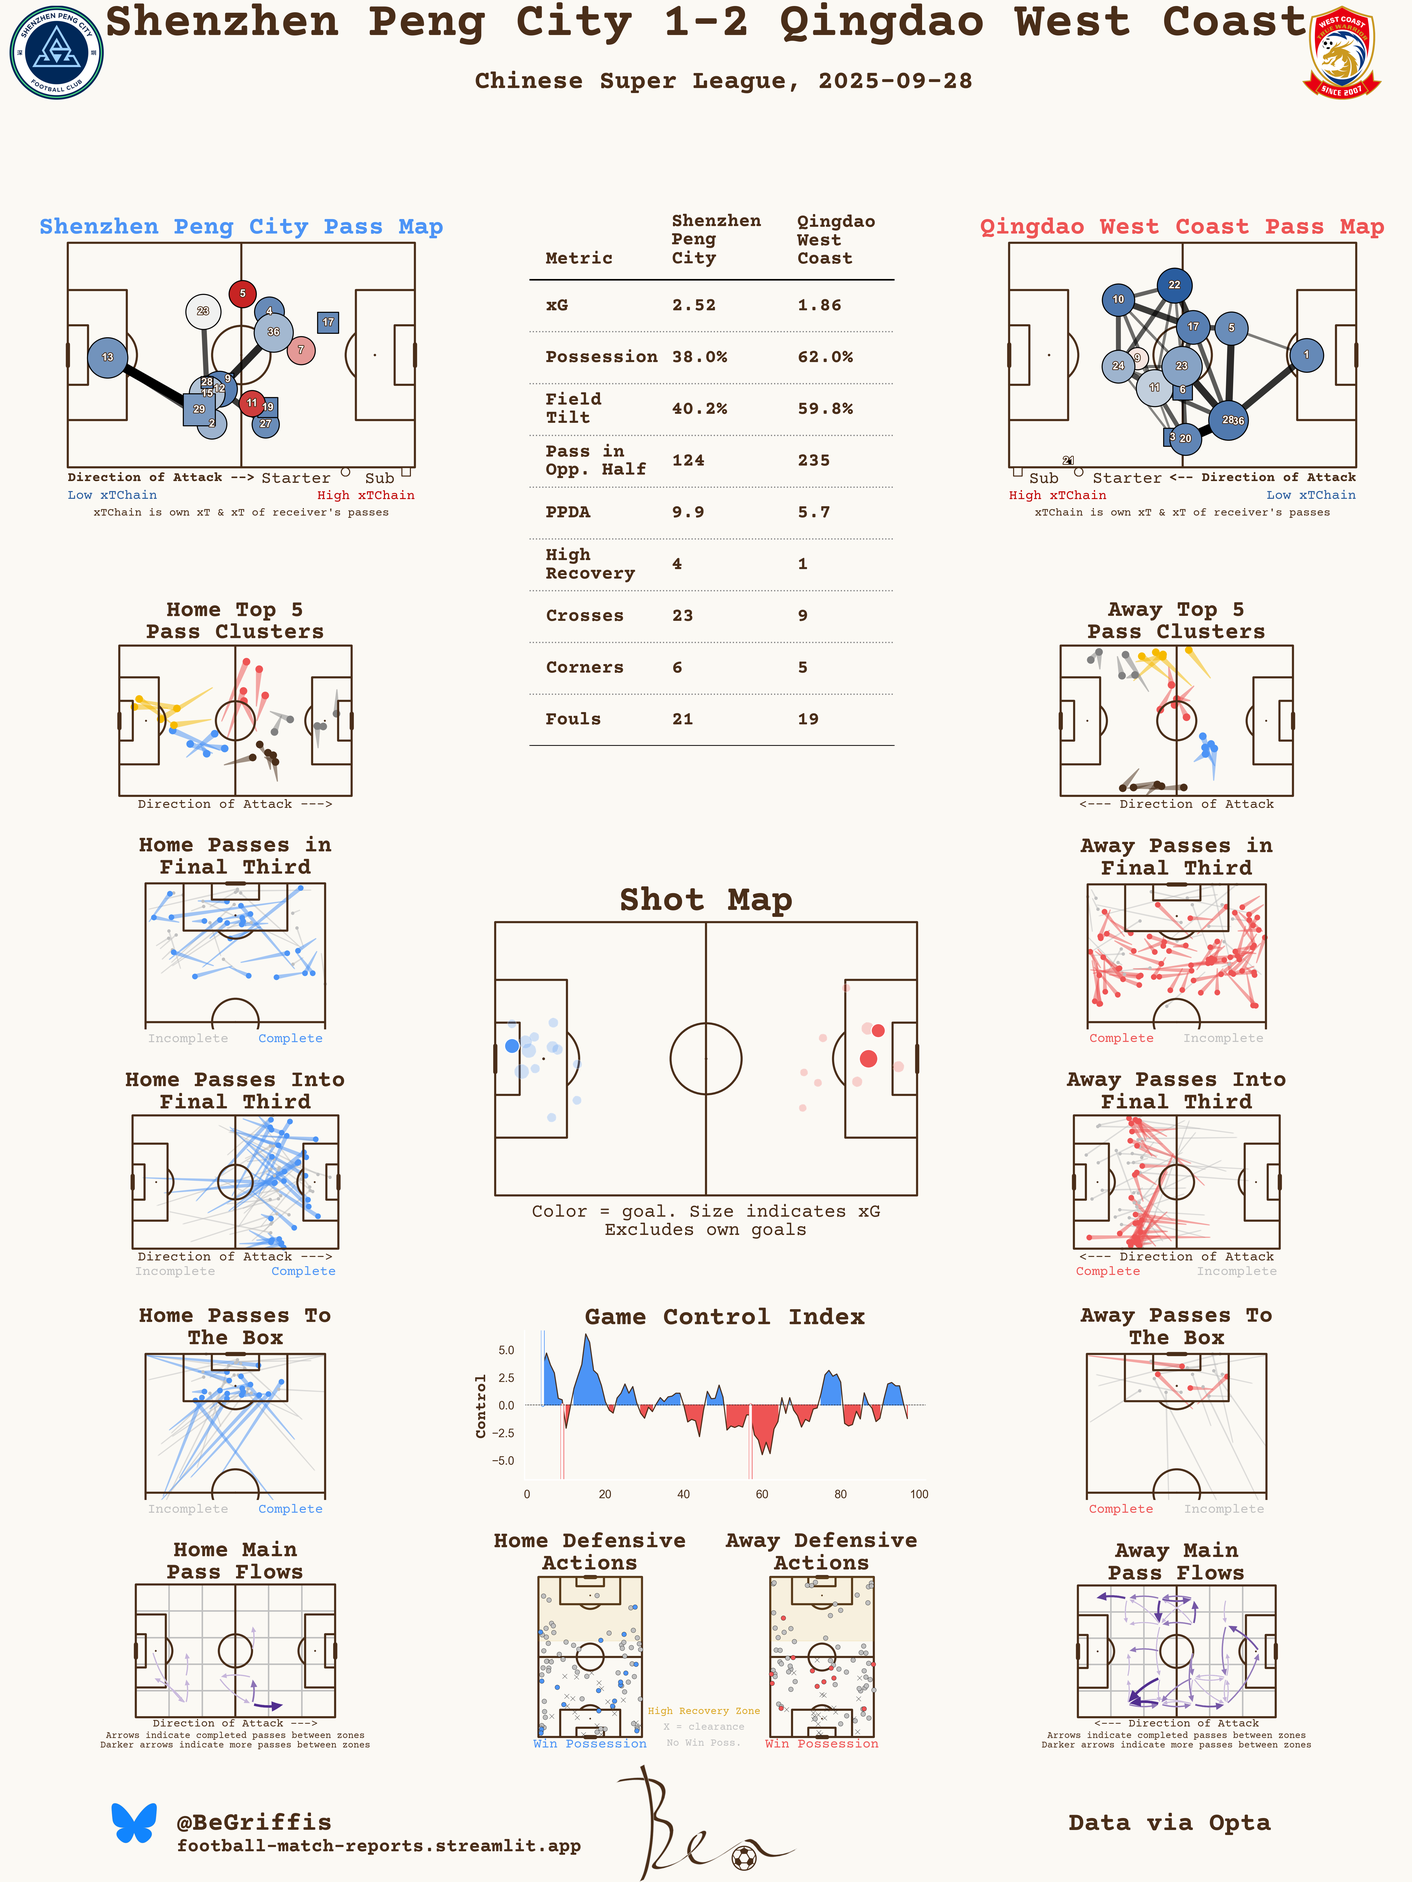 Shenzhen Peng City 1-2 Qingdao West Coast
Chinese Super League, 2025-09-28
SHENZHEN PENG CITY
FOOTBALL CLUB
WEST COAST
TRUE WARRIOR
SINCE 2007
Shenzhen Peng City Pass Map
23
5
4
36
17
7
13
28
9
12
15
29
11
19
2
27
Direction of Attack --> Starter Sub
Low xTChain High xTChain
xTChain is own xT & xT of receiver's passes
Metric Shenzhen Peng City Qingdao West Coast
xG 2.52 1.86
Possession 38.0% 62.0%
Field Tilt 40.2% 59.8%
Pass in Opp. Half 124 235
PPDA 9.9 5.7
High Recovery 4 1
Crosses 23 9
Corners 6 5
Fouls 21 19
Qingdao West Coast Pass Map
22
10
17
5
1
9
24
23
11
6
28
36
3
20
21
Sub Starter <-- Direction of Attack
High xTChain Low xTChain
xTChain is own xT & xT of receiver's passes
Home Top 5
Pass Clusters
Direction of Attack --->
Away Top 5
Pass Clusters
<--- Direction of Attack
Home Passes in
Final Third
Incomplete Complete
Away Passes in
Final Third
Complete Incomplete
Shot Map
Color = goal. Size indicates xG
Excludes own goals
Home Passes Into
Final Third
Direction of Attack --->
Incomplete Complete
Away Passes Into
Final Third
<--- Direction of Attack
Complete Incomplete
Home Passes To
The Box
Incomplete Complete
Game Control Index
Control
5.0
2.5
0.0
−2.5
−5.0
0 20 40 60 80 100
Away Passes To
The Box
Complete Incomplete
Home Main
Pass Flows
Direction of Attack --->
Arrows indicate completed passes between zones
Darker arrows indicate more passes between zones
Home Defensive
Actions
Win Possession
Away Defensive
Actions
Win Possession
High Recovery Zone
X = clearance
No Win Poss.
Away Main
Pass Flows
<--- Direction of Attack
Arrows indicate completed passes between zones
Darker arrows indicate more passes between zones
@BeGriffis
football-match-reports.streamlit.app
Ben
Data via Opta